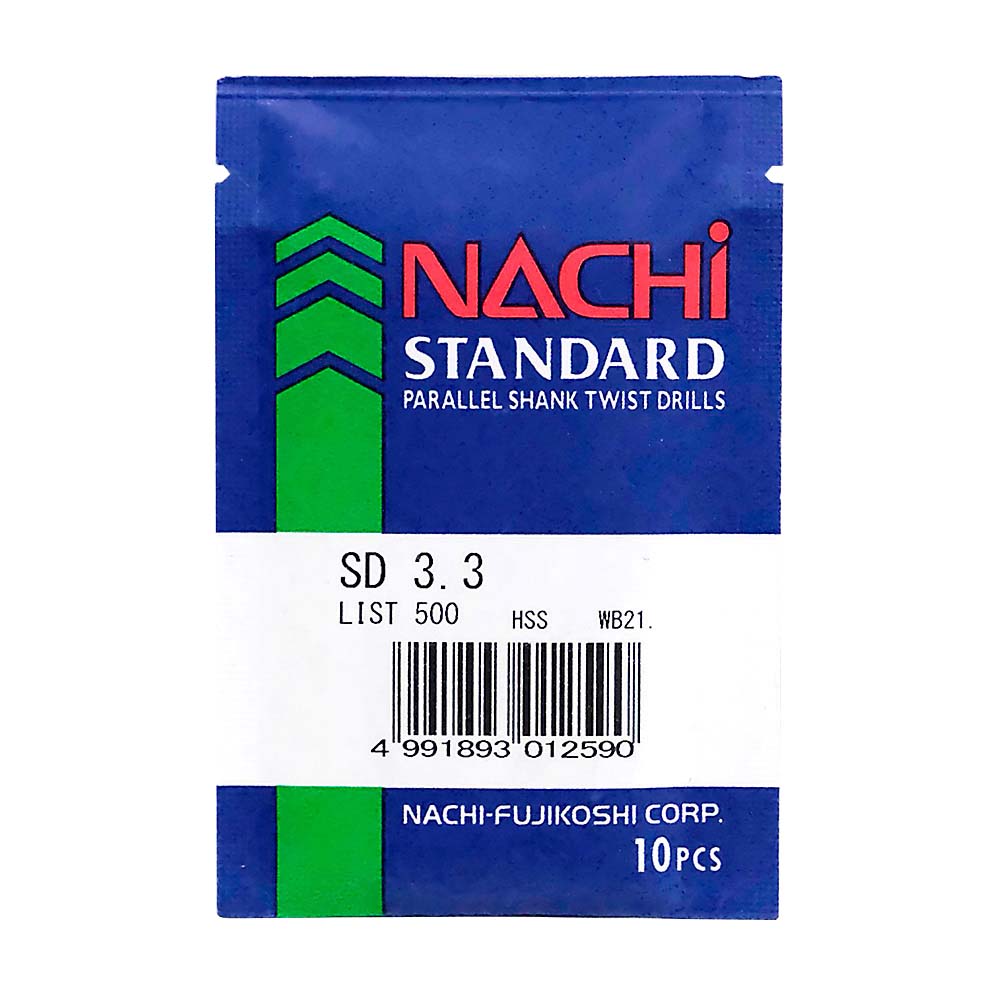 NACHi
STANDARD
PARALLEL SHANK TWIST DRILLS
SD 3.3
LIST 500 HSS WB21.
4 991893 012590
NACHI-FUJIKOSHI CORP.
10PCS